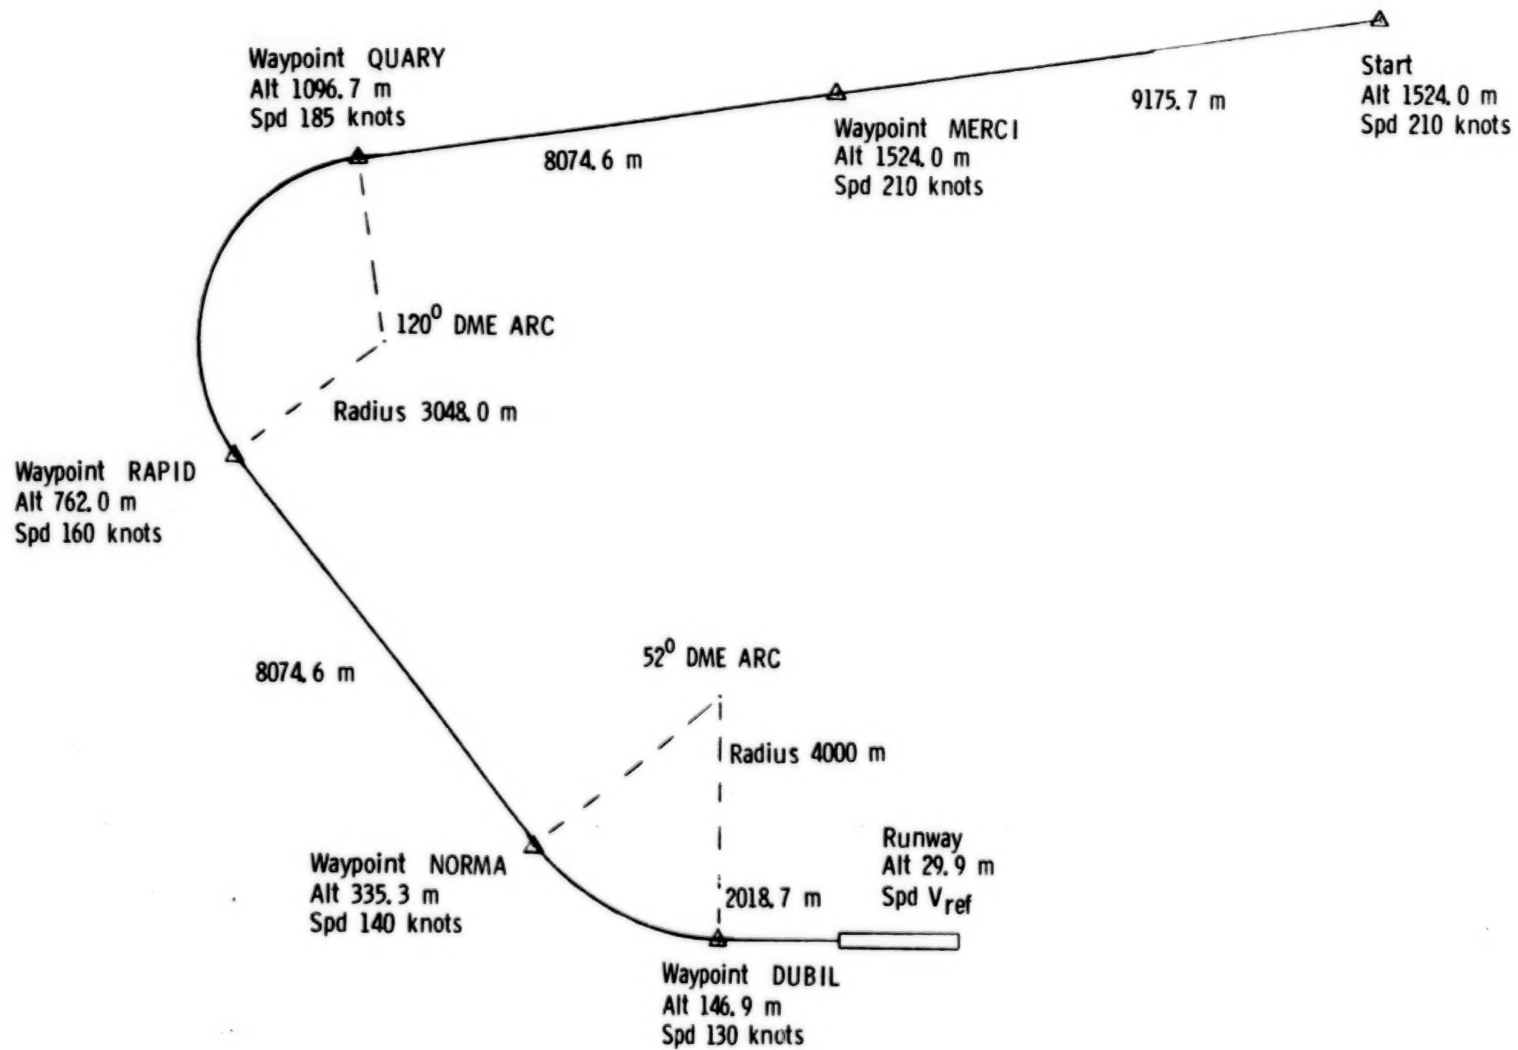 Waypoint QUARY
Alt 1096.7 m
Spd 185 knots
Start
Alt 1524.0 m
Spd 210 knots
9175.7 m
Waypoint MERCI
Alt 1524.0 m
Spd 210 knots
8074.6 m
120⁰ DME ARC
Radius 3048.0 m
Waypoint RAPID
Alt 762.0 m
Spd 160 knots
8074.6 m
52⁰ DME ARC
Radius 4000 m
Runway
Alt 29.9 m
Spd Vref
Waypoint NORMA
Alt 335.3 m
Spd 140 knots
2018.7 m
Waypoint DUBIL
Alt 146.9 m
Spd 130 knots